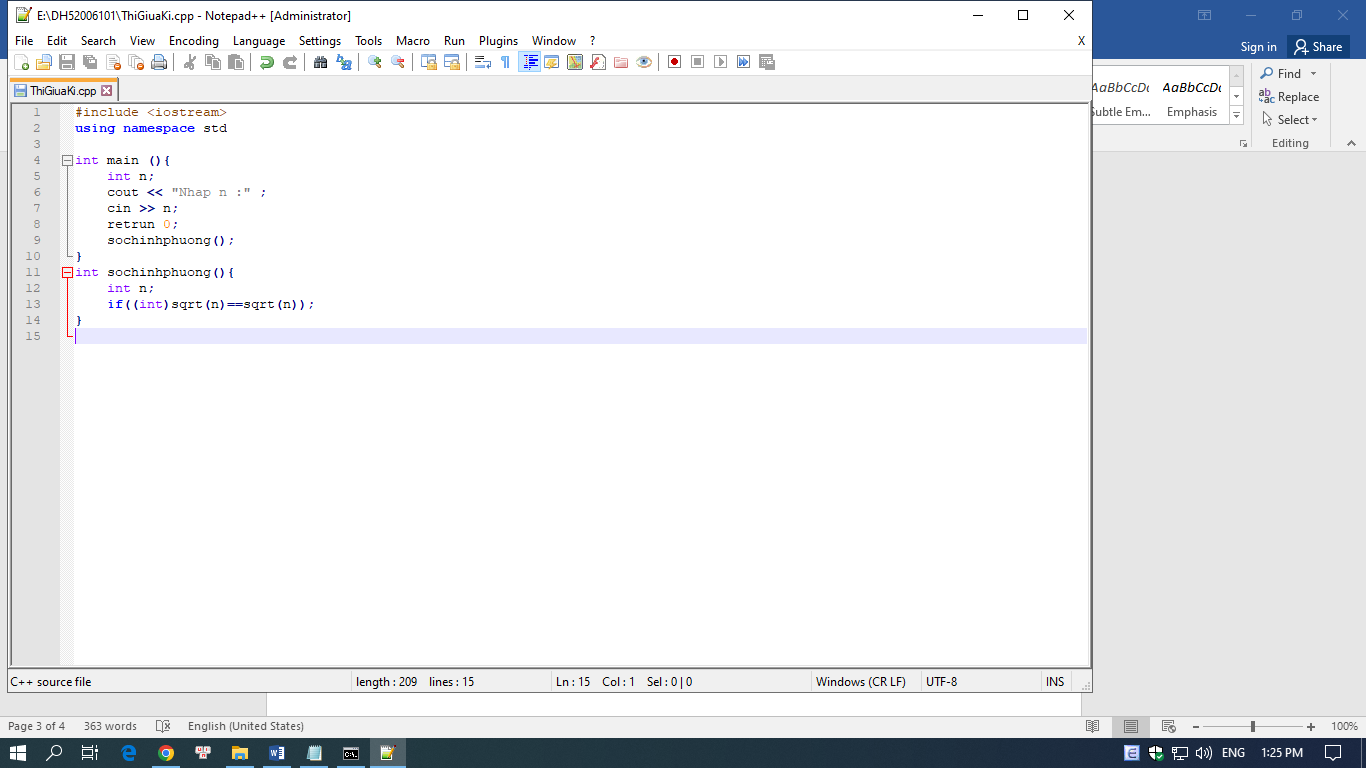 E:\DH52006101\ThiGiuaKi.cpp - Notepad++ [Administrator]
File Edit Search View Encoding Language Settings Tools Macro Run Plugins Window ? X
Sign in Share
ThiGiuaKi.cpp
AaBbCcDc AaBbCcDc
Subtle Em... Emphasis
Find
Replace
Select
Editing
1 #include <iostream>
2 using namespace std
3
4 int main (){
5 int n;
6 cout << "Nhap n :" ;
7 cin >> n;
8 retrun 0;
9 sochinhphuong();
10 }
11 int sochinhphuong(){
12 int n;
13 if((int)sqrt(n)==sqrt(n));
14 }
15
C++ source file length : 209 lines : 15 Ln : 15 Col : 1 Sel : 0 | 0 Windows (CR LF) UTF-8 INS
Page 3 of 4 363 words English (United States) 100%
ENG 1:25 PM